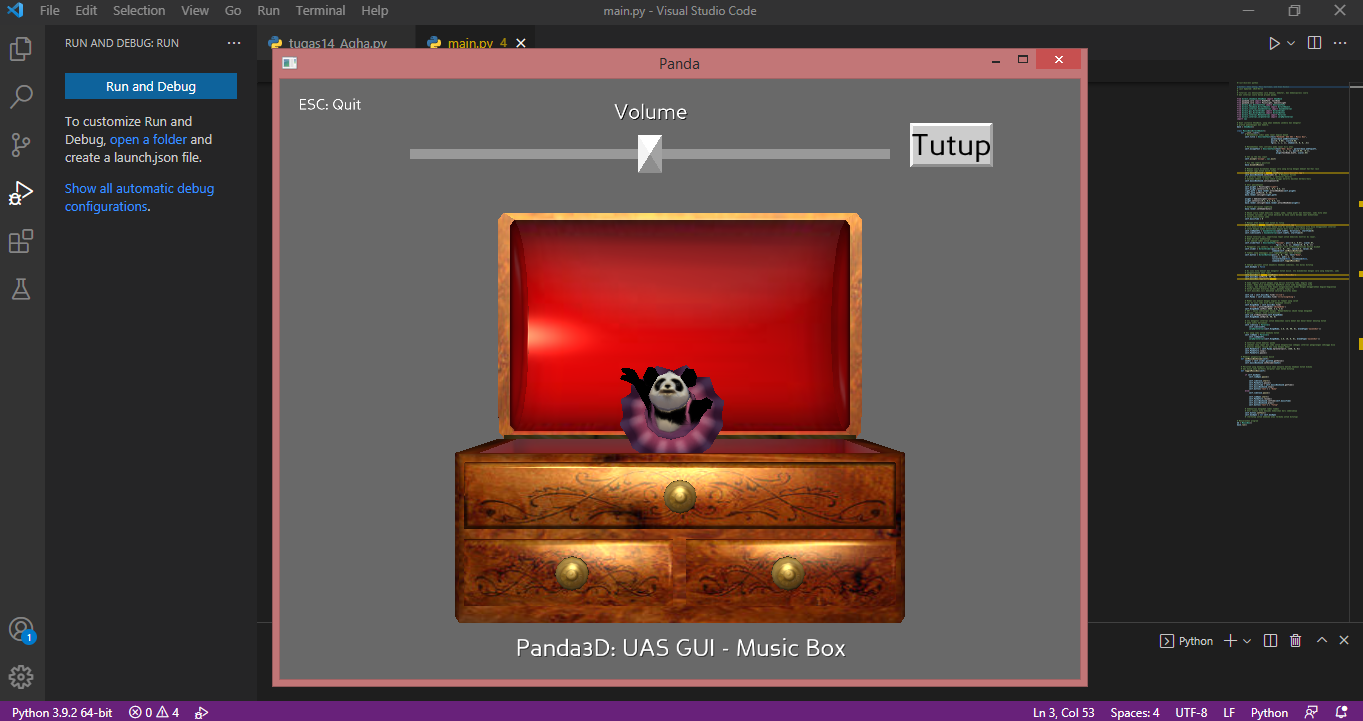 File Edit Selection View Go Run Terminal Help
main.py - Visual Studio Code
RUN AND DEBUG: RUN
tugas14_Agha.py
main.py 4
Run and Debug
To customize Run and
Debug, open a folder and
create a launch.json file.
Show all automatic debug
configurations.
Panda
ESC: Quit
Volume
Tutup
Panda3D: UAS GUI - Music Box
Python
1
Python 3.9.2 64-bit 0 4
Ln 3, Col 53 Spaces: 4 UTF-8 LF Python